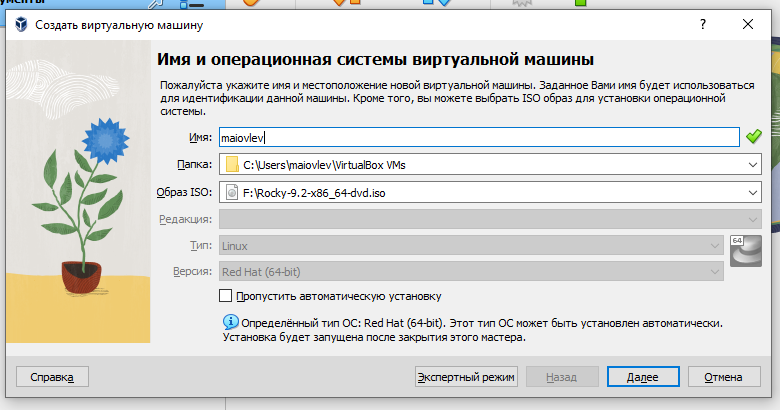 Создать виртуальную машину
Имя и операционная системы виртуальной машины
Пожалуйста укажите имя и местоположение новой виртуальной машины. Заданное Вами имя будет использоваться
для идентификации данной машины. Кроме того, вы можете выбрать ISO образ для установки операционной
системы.
Имя: maiovlev
Папка: C:\Users\maiovlev\VirtualBox VMs
Образ ISO: F:\Rocky-9.2-x86_64-dvd.iso
Редакция:
Тип: Linux
64
Версия: Red Hat (64-bit)
Пропустить автоматическую установку
Определённый тип ОС: Red Hat (64-bit). Этот тип ОС может быть установлен автоматически.
Установка будет запущена после закрытия этого мастера.
Справка Экспертный режим Назад Далее Отмена